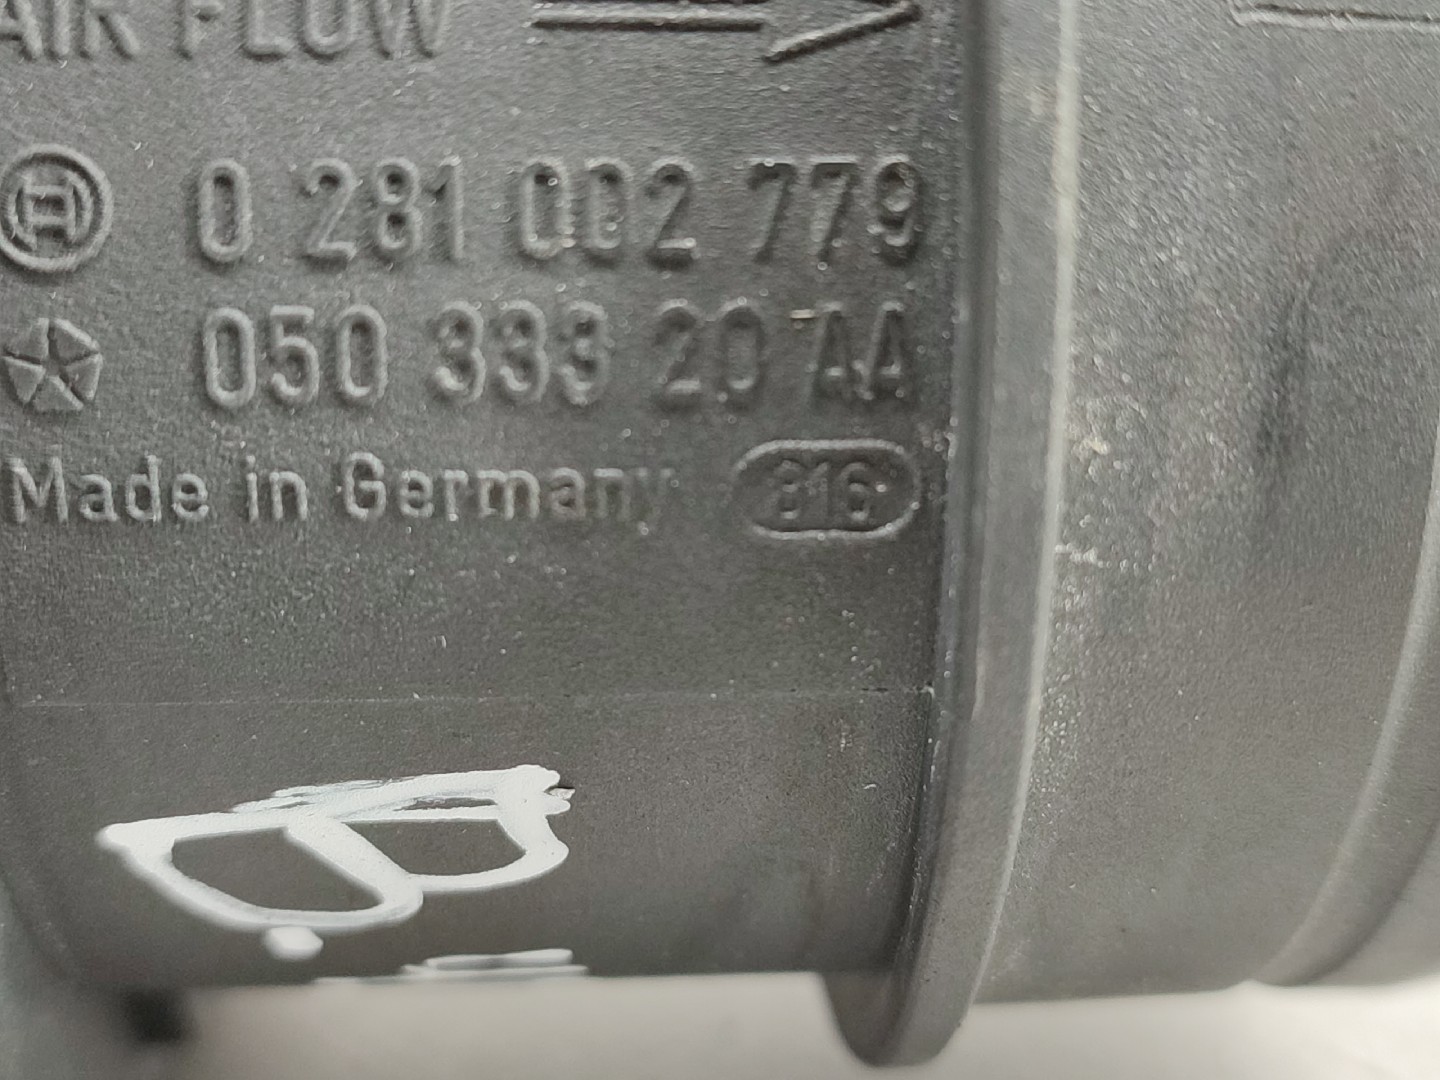 AIR FLOW
0 281 002 779
050 333 20 AA
Made in Germany 816
B